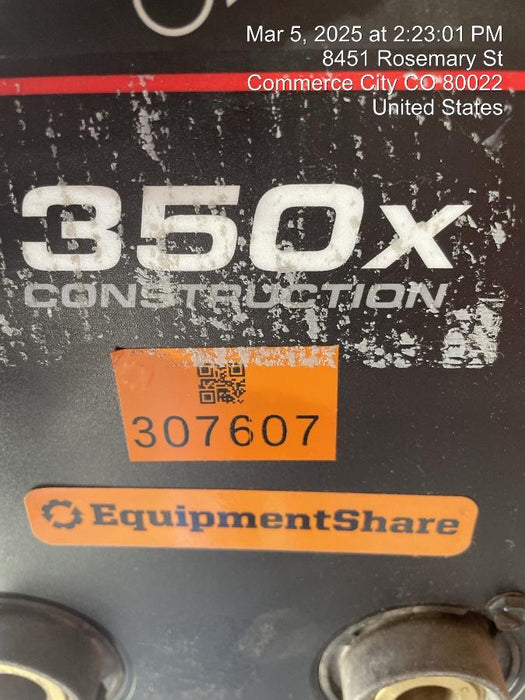 Mar 5, 2025 at 2:23:01 PM
8451 Rosemary St
Commerce City CO 80022
United States
350x
CONSTRUCTION
307607
EquipmentShare